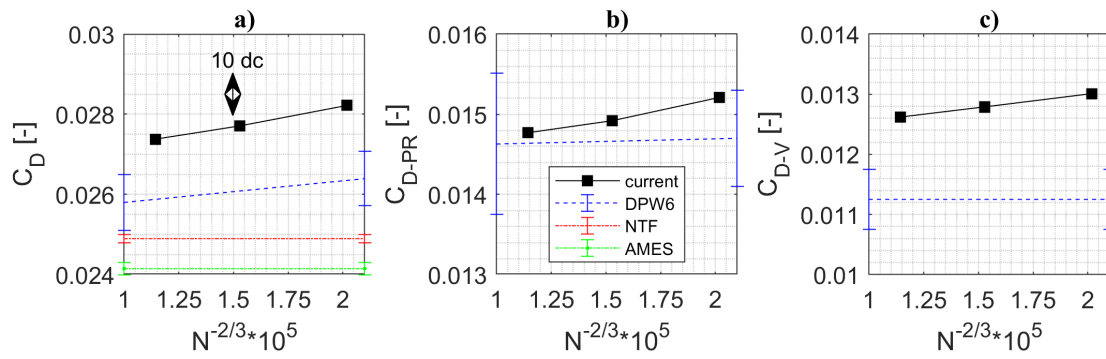 a)
C_D [-]
0.03
0.028
0.026
0.024
10 dc
1 1.25 1.5 1.75 2
N^{-2/3}*10^5
b)
C_{D-PR} [-]
0.016
0.015
0.014
0.013
current
DPW6
NTF
AMES
1 1.25 1.5 1.75 2
N^{-2/3}*10^5
c)
C_{D-V} [-]
0.014
0.013
0.012
0.011
0.01
1 1.25 1.5 1.75 2
N^{-2/3}*10^5